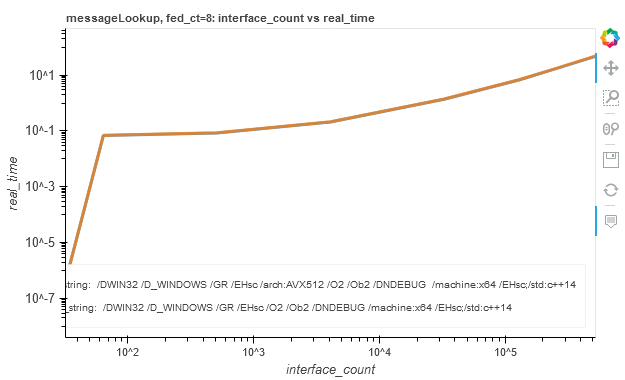 messageLookup, fed_ct=8: interface_count vs real_time
10^1
10^-1
10^-3
10^-5
10^-7
real_time
string: /DWIN32 /D_WINDOWS /GR /EHsc /arch:AVX512 /O2 /Ob2 /DNDEBUG /machine:x64 /EHsc;/std:c++14
_string: /DWIN32 /D_WINDOWS /GR /EHsc /O2 /Ob2 /DNDEBUG /machine:x64 /EHsc;/std:c++14
10^2
10^3
10^4
10^5
interface_count